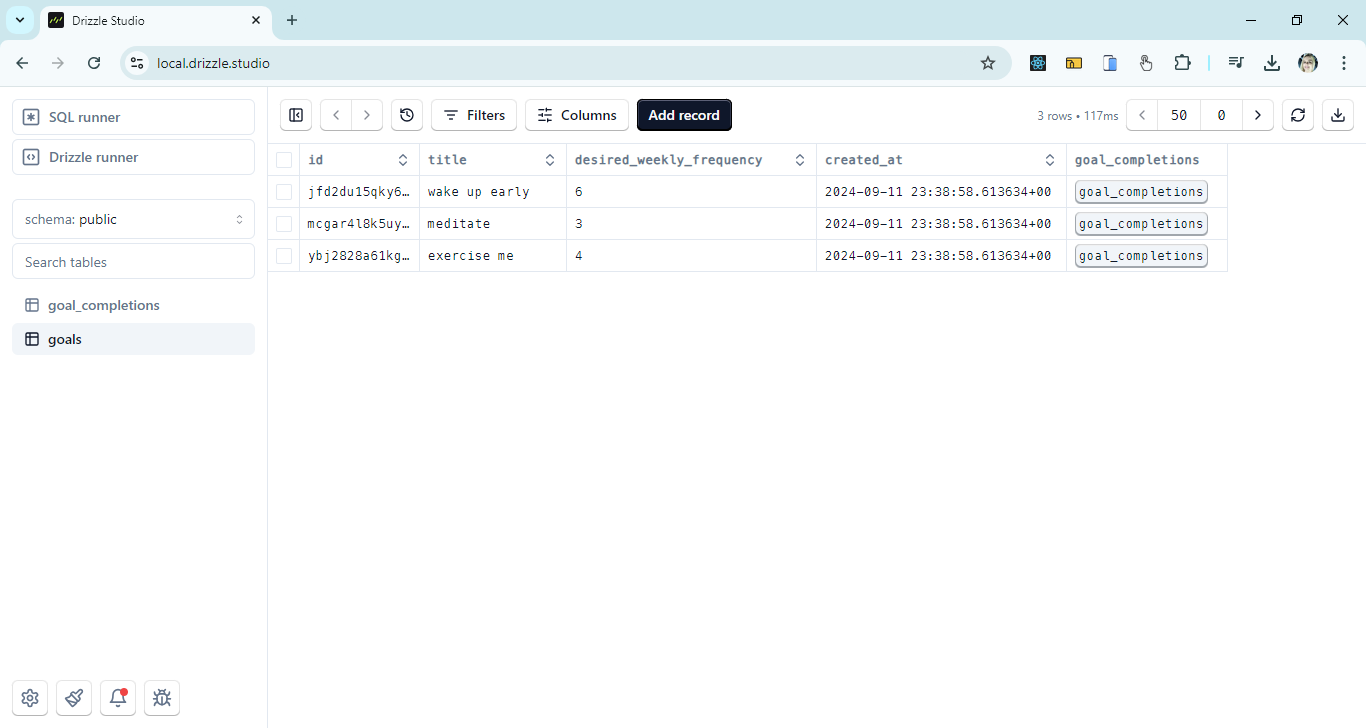 Drizzle Studio
local.drizzle.studio
SQL runner
Drizzle runner
schema: public
Search tables
goal_completions
goals
Filters
Columns
Add record
3 rows • 117ms
50
0
id title desired_weekly_frequency created_at goal_completions
jfd2du15qky6… wake up early 6 2024-09-11 23:38:58.613634+00 goal_completions
mcgar4l8k5uy… meditate 3 2024-09-11 23:38:58.613634+00 goal_completions
ybj2828a61kg… exercise me 4 2024-09-11 23:38:58.613634+00 goal_completions